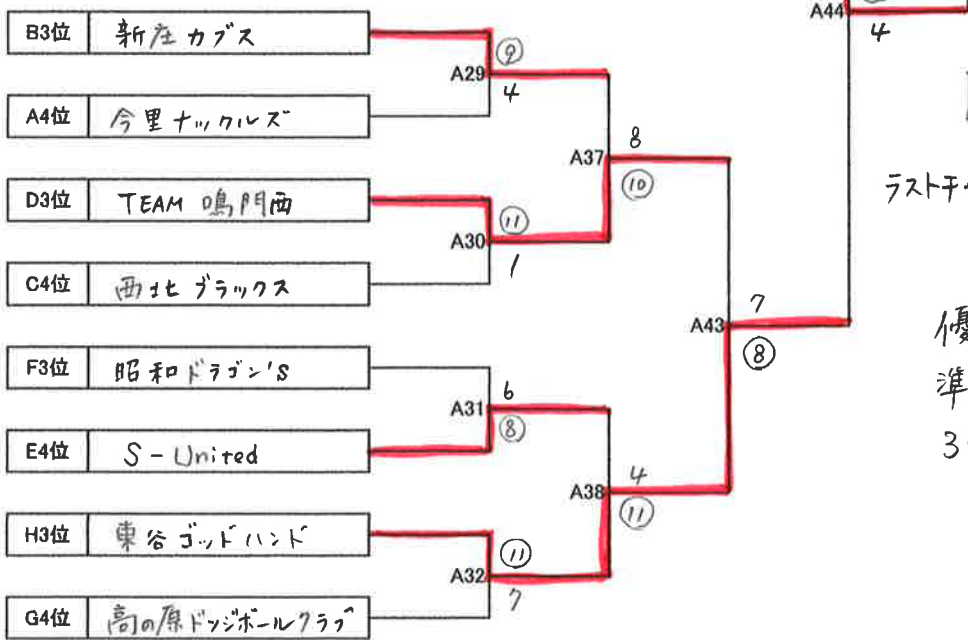 A44
4
B3位 新庄カブス
⑨
A29
4
A4位 今里ナックルズ
A37
8
⑩
D3位 TEAM 鳴門西
⑪
A30
1
C4位 西北ブラックス
A43
7
⑧
F3位 昭和ドラゴン'S
6
A31
⑧
E4位 S-United
A38
4
⑪
H3位 東谷ゴッドハンド
⑪
A32
7
G4位 高の原ドッジボールクラブ
ラストチ
優
準
3